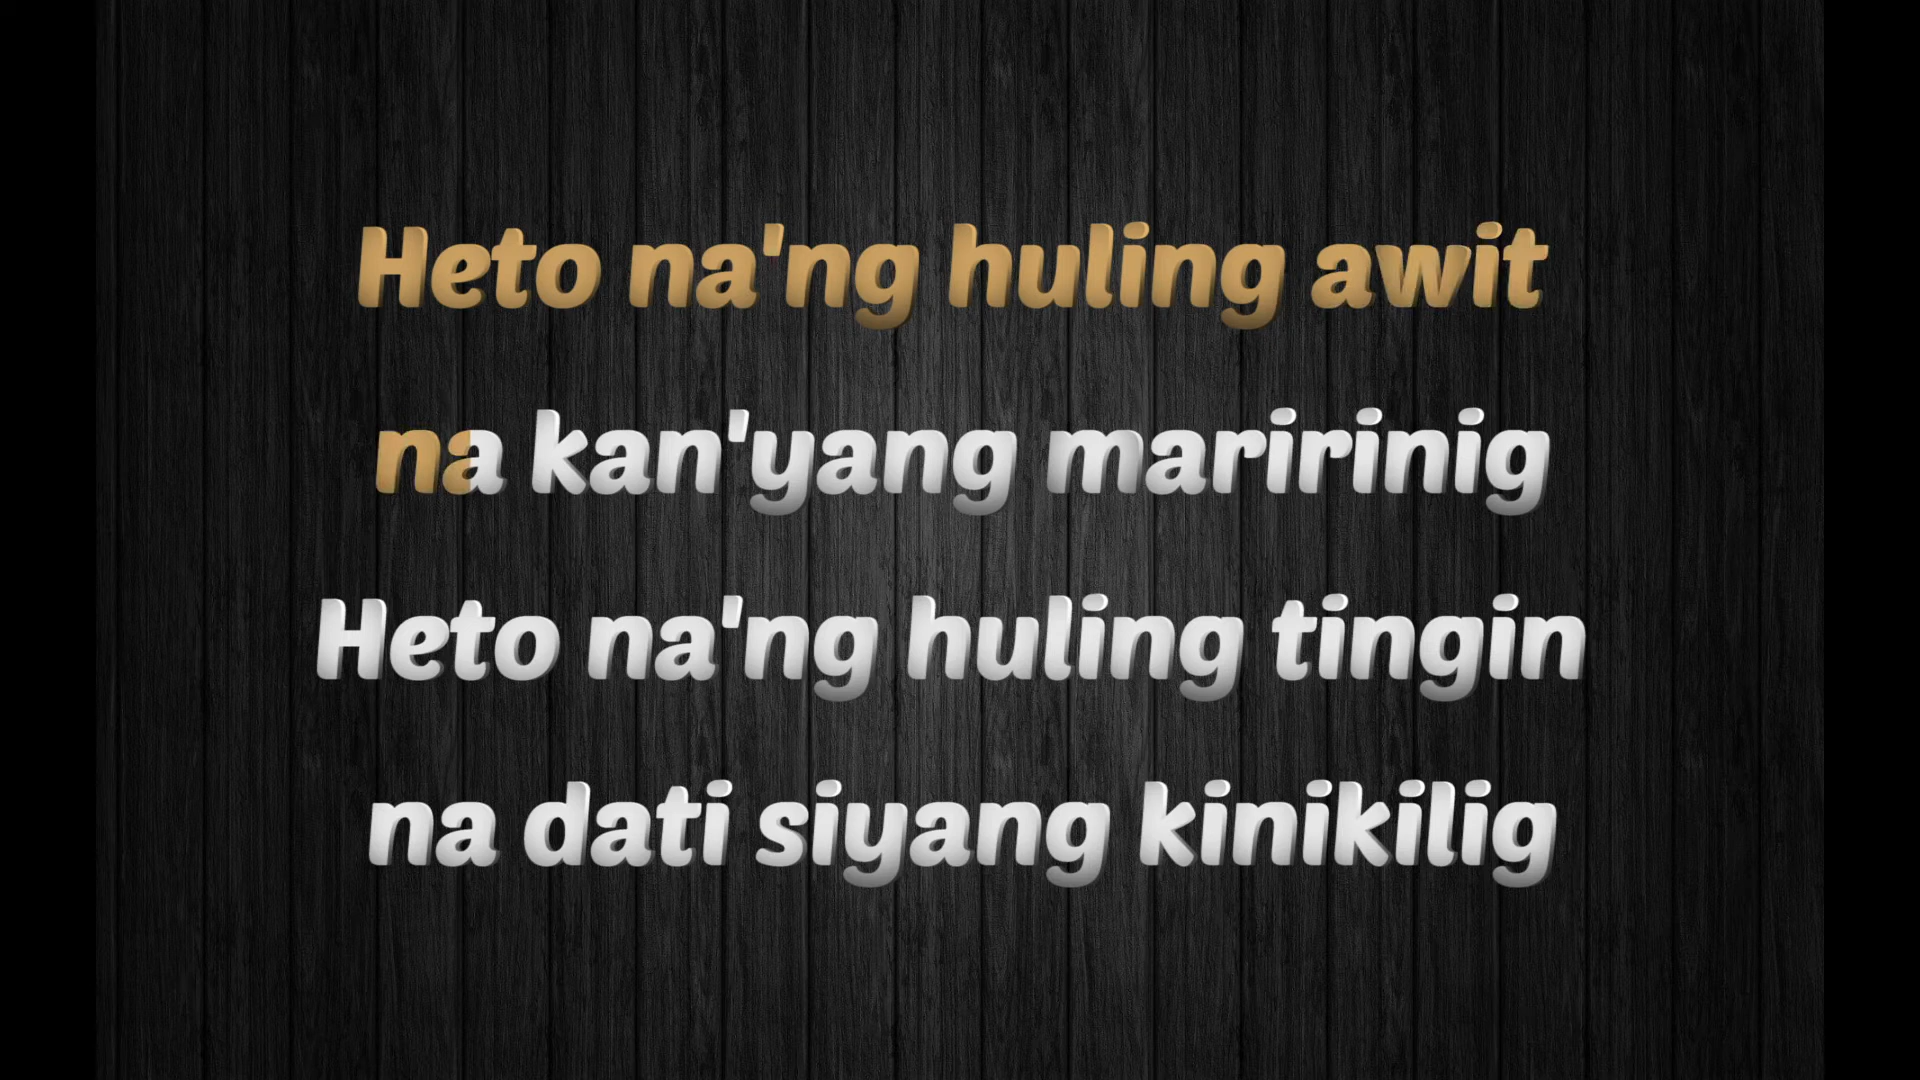 Heto na'ng huling awit
na kan'yang maririnig
Heto na'ng huling tingin
na dati siyang kinikilig